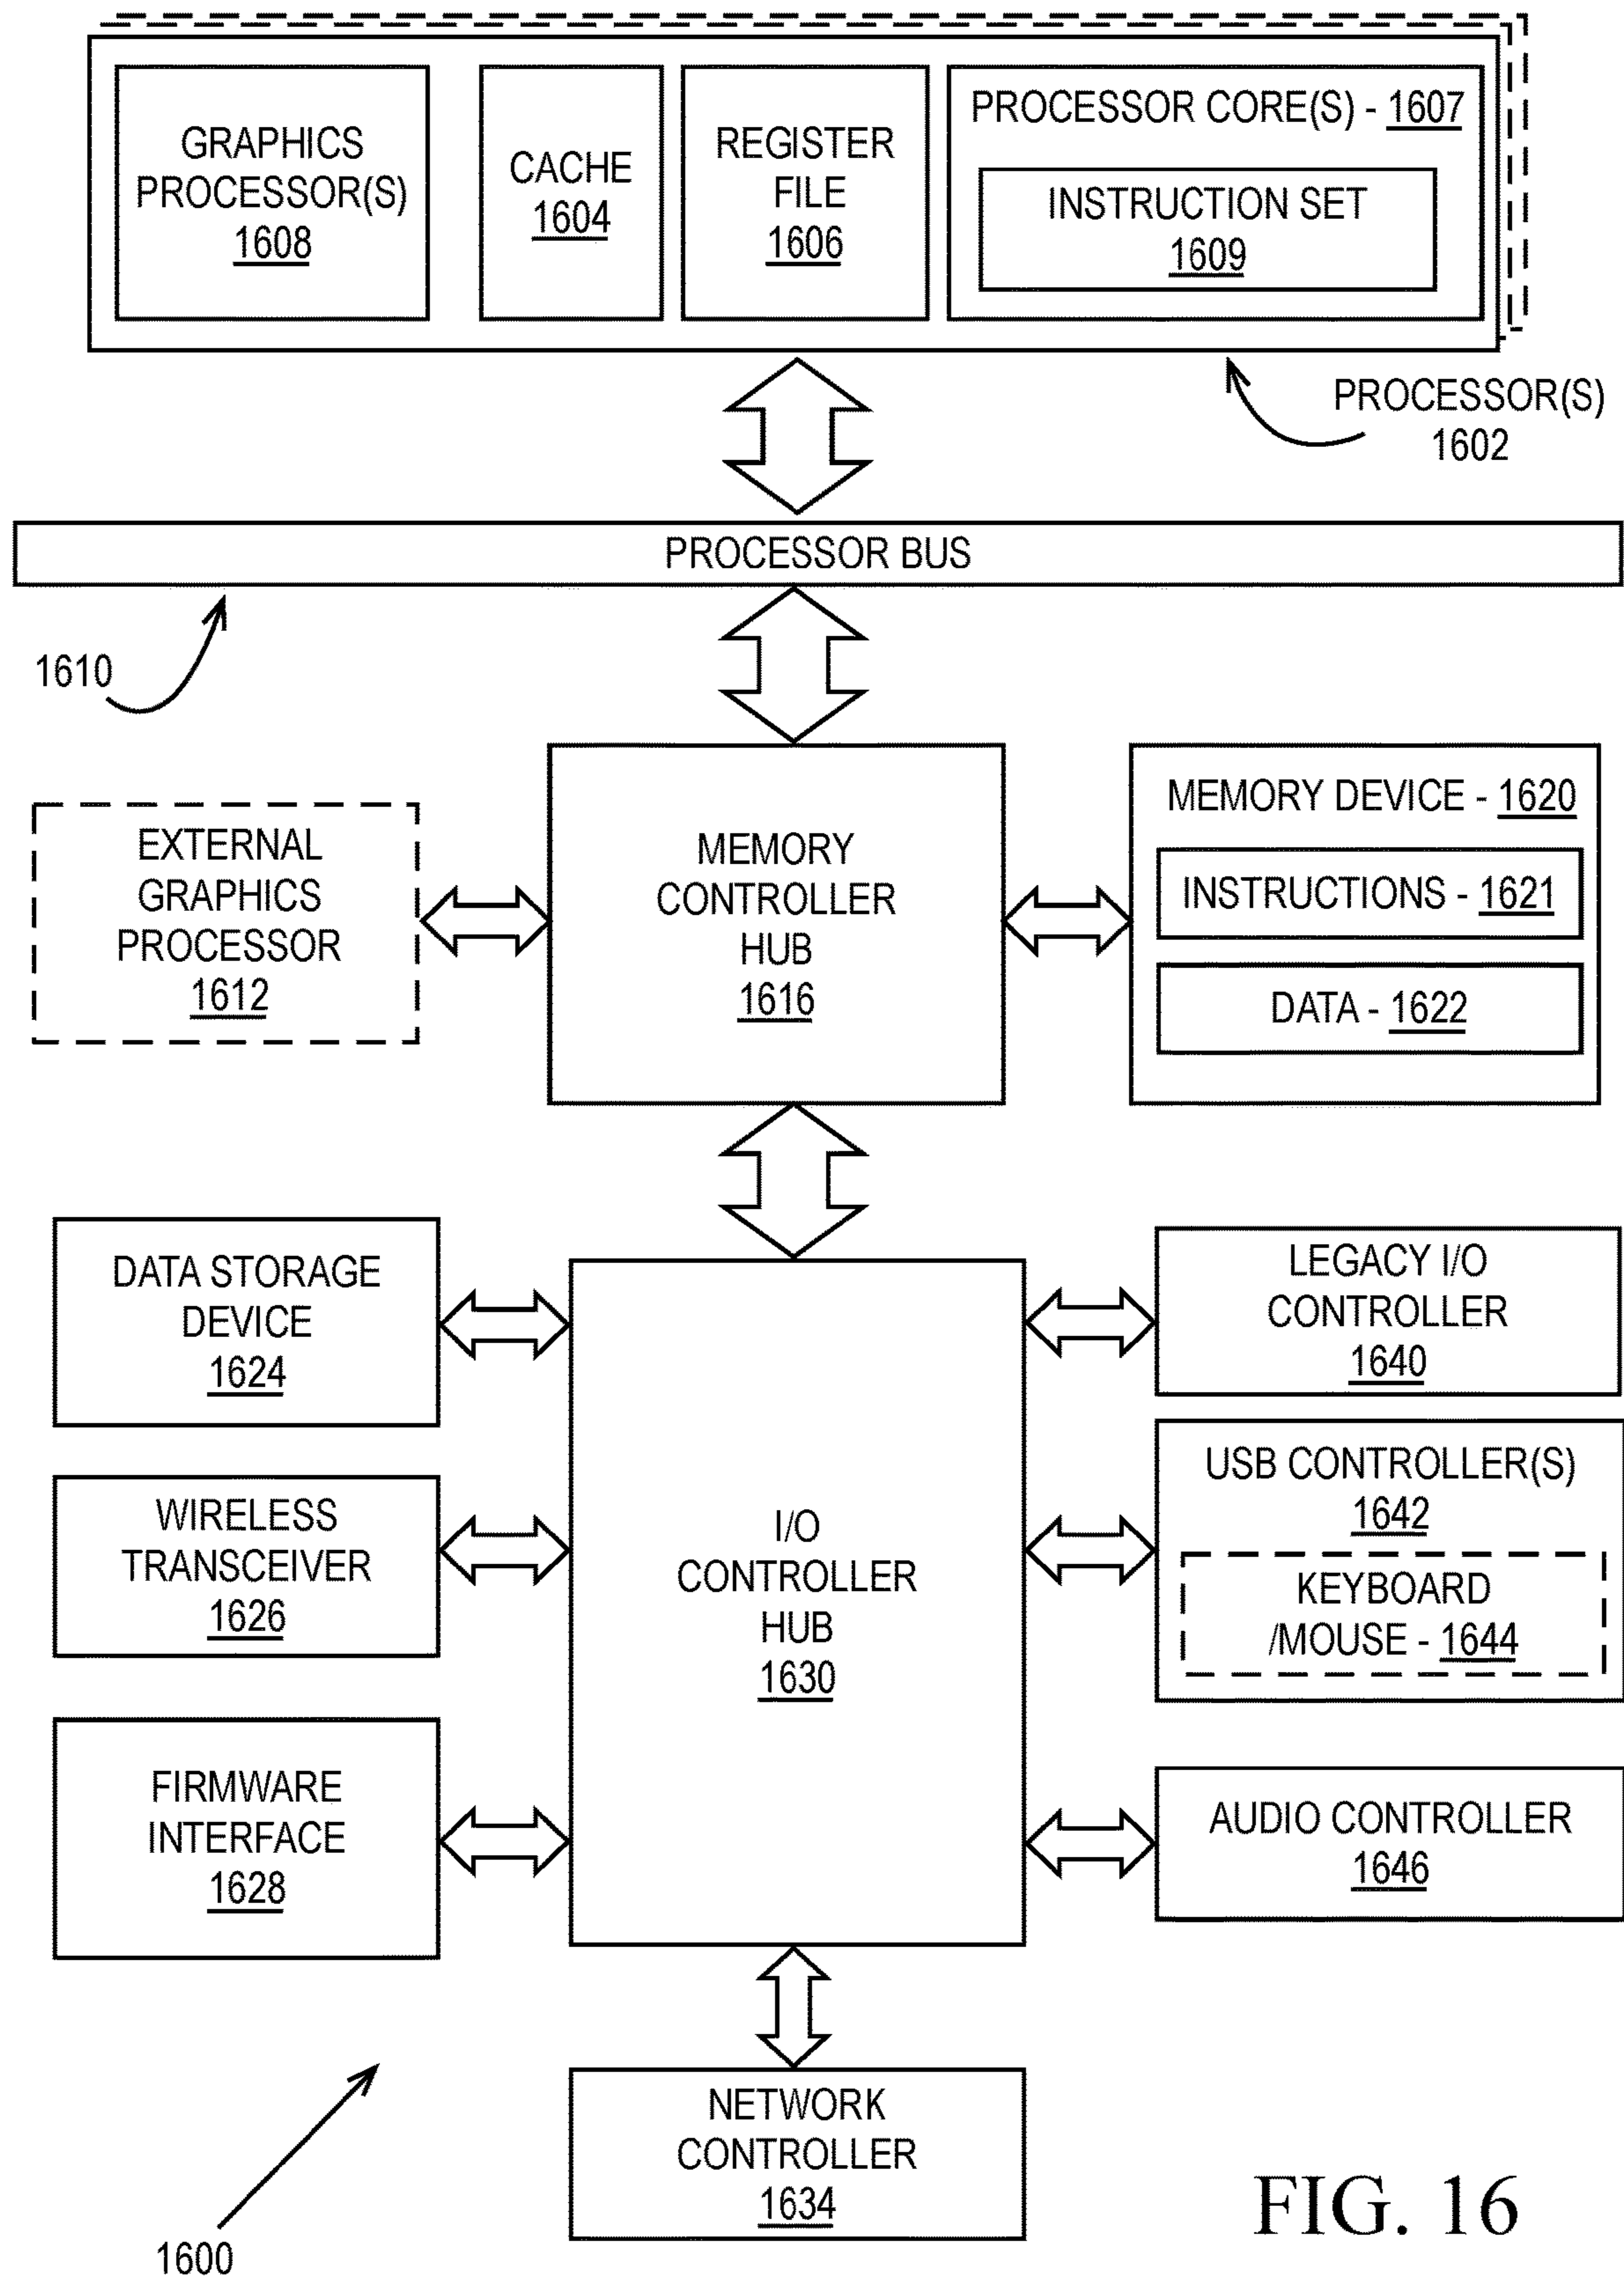 GRAPHICS
PROCESSOR(S)
1608
CACHE
1604
REGISTER
FILE
1606
PROCESSOR CORE(S) - 1607
INSTRUCTION SET
1609
PROCESSOR(S)
1602
PROCESSOR BUS
1610
EXTERNAL
GRAPHICS
PROCESSOR
1612
MEMORY
CONTROLLER
HUB
1616
MEMORY DEVICE - 1620
INSTRUCTIONS - 1621
DATA - 1622
DATA STORAGE
DEVICE
1624
WIRELESS
TRANSCEIVER
1626
FIRMWARE
INTERFACE
1628
I/O
CONTROLLER
HUB
1630
LEGACY I/O
CONTROLLER
1640
USB CONTROLLER(S)
1642
KEYBOARD
/MOUSE - 1644
AUDIO CONTROLLER
1646
NETWORK
CONTROLLER
1634
1600
FIG. 16